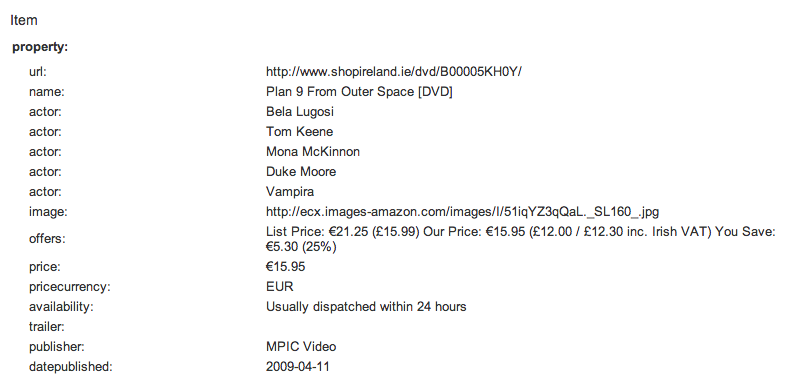 Item
property:
url: http://www.shopireland.ie/dvd/B00005KH0Y/
name: Plan 9 From Outer Space [DVD]
actor: Bela Lugosi
actor: Tom Keene
actor: Mona McKinnon
actor: Duke Moore
actor: Vampira
image: http://ecx.images-amazon.com/images/I/51iqYZ3qQaL._SL160_.jpg
offers: List Price: €21.25 (£15.99) Our Price: €15.95 (£12.00 / £12.30 inc. Irish VAT) You Save:
€5.30 (25%)
price: €15.95
pricecurrency: EUR
availability: Usually dispatched within 24 hours
trailer:
publisher: MPIC Video
datepublished: 2009-04-11